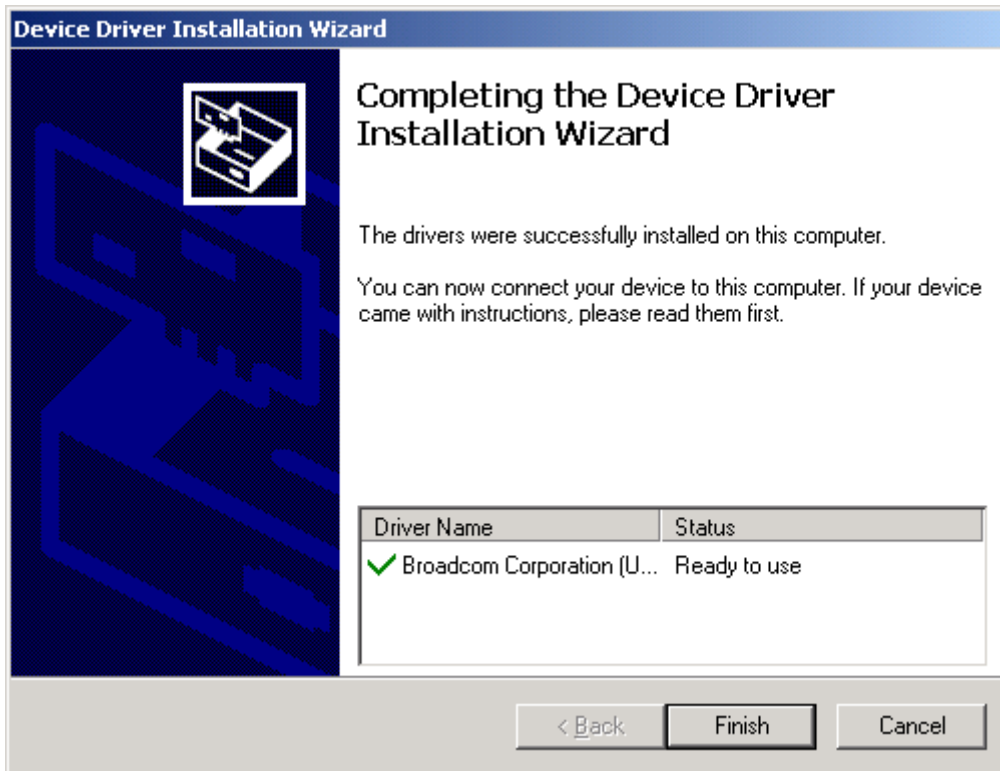 Device Driver Installation Wizard
Completing the Device Driver
Installation Wizard
The drivers were successfully installed on this computer.
You can now connect your device to this computer. If your device
came with instructions, please read them first.
Driver Name Status
Broadcom Corporation (U... Ready to use
< Back Finish Cancel